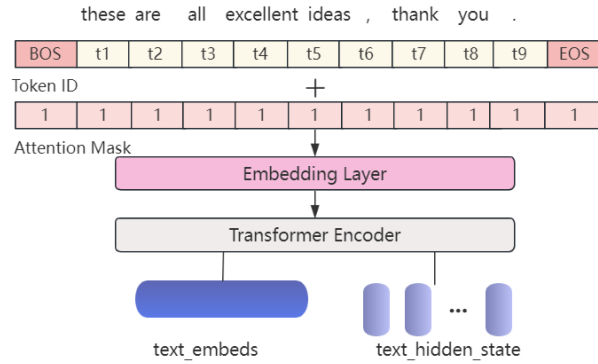 these are all excellent ideas , thank you .
BOS t1 t2 t3 t4 t5 t6 t7 t8 t9 EOS
Token ID +
1 1 1 1 1 1 1 1 1 1 1
Attention Mask
Embedding Layer
Transformer Encoder
...
text_embeds text_hidden_state